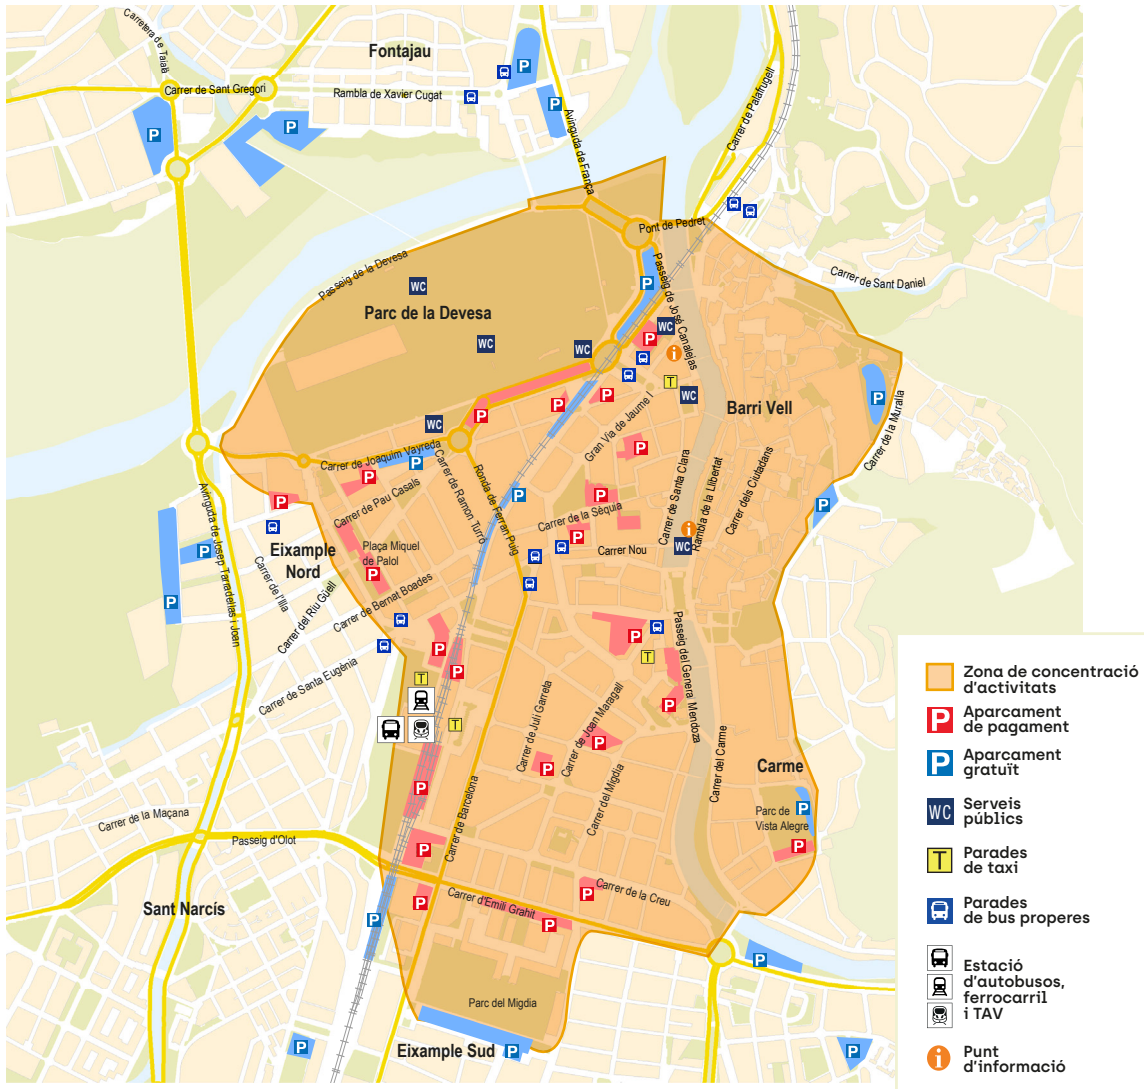 Carretera de Taialà
Fontajau
P
Carrer de Sant Gregori
Rambla de Xavier Cugat
P
P
P
P
Avinguda de França
Carrer de Palafrugell
Pont de Pedret
Passeig de la Devesa
WC
Passeig de José Canalejas
P
Carrer de Sant Daniel
Parc de la Devesa
WC
WC
WC
P
i
T
WC
P
P
P
Barri Vell
P
Carrer de la Muralla
WC
Gran Via de Jaume I
P
Carrer de Joaquim Vayreda
P
P
Carrer de Ramon Turró
Ronda de Ferran Puig
Carrer de Santa Clara
Rambla de la Llibertat
Carrer dels Ciutadans
Carrer de Pau Casals
P
P
P
P
Avinguda de Josep Tarradellas i Joan
Carrer de la Sèquia
P
i
WC
Carrer Nou
Eixample
Nord
Plaça Miquel
de Palol
P
P
P
Carrer de l'Illa
Carrer del Riu Güell
Carrer de Bernat Boades
Carrer de Santa Eugènia
P
P
P
T
Passeig del General Mendoza
P
T
T
Carrer de Juli Garreta
Carrer de Joan Maragall
P
P
Carrer del Migdia
Carrer del Carme
Carme
P
Parc de
Vista Alegre
P
P
Carrer de la Maçana
Passeig d'Olot
Carrer de Barcelona
P
P
Carrer d'Emili Grahit
P
Carrer de la Creu
P
Sant Narcís
P
P
Parc del Migdia
P
Eixample Sud
P
P
Zona de concentració
d'activitats
P
Aparcament
de pagament
P
Aparcament
gratuït
WC
Serveis
públics
T
Parades
de taxi
Parades
de bus properes
Estació
d'autobusos,
ferrocarril
i TAV
i
Punt
d'informació